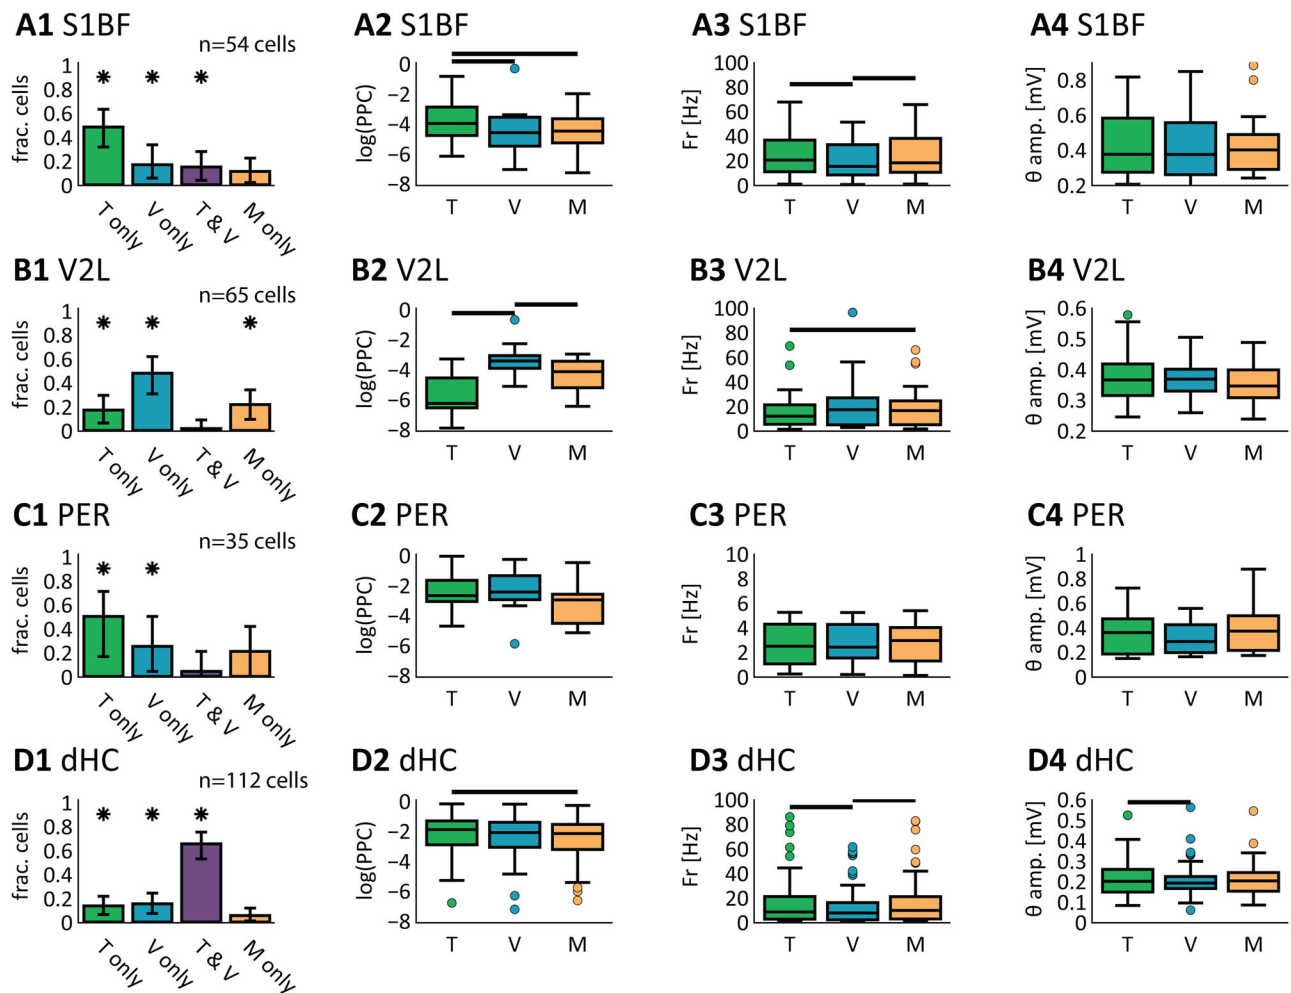 A1 S1BF
n=54 cells
frac. cells
1
0.8
0.6
0.4
0.2
0
* * *
T only
V only
T & V
M only
A2 S1BF
log(PPC)
0
−2
−4
−6
−8
T V M
A3 S1BF
Fr [Hz]
100
80
60
40
20
0
T V M
A4 S1BF
θ amp. [mV]
0.8
0.6
0.4
0.2
T V M
B1 V2L
n=65 cells
frac. cells
1
0.8
0.6
0.4
0.2
0
* * *
T only
V only
T & V
M only
B2 V2L
log(PPC)
0
−2
−4
−6
−8
T V M
B3 V2L
Fr [Hz]
100
80
60
40
20
0
T V M
B4 V2L
θ amp. [mV]
0.6
0.5
0.4
0.3
0.2
T V M
C1 PER
n=35 cells
frac. cells
1
0.8
0.6
0.4
0.2
0
* *
T only
V only
T & V
M only
C2 PER
log(PPC)
0
−2
−4
−6
−8
T V M
C3 PER
Fr [Hz]
10
8
6
4
2
0
T V M
C4 PER
θ amp. [mV]
1
0.8
0.6
0.4
0.2
0
T V M
D1 dHC
n=112 cells
frac. cells
1
0.8
0.6
0.4
0.2
0
* * *
T only
V only
T & V
M only
D2 dHC
log(PPC)
0
−2
−4
−6
−8
T V M
D3 dHC
Fr [Hz]
100
80
60
40
20
0
T V M
D4 dHC
θ amp. [mV]
0.6
0.5
0.4
0.3
0.2
0.1
0
T V M